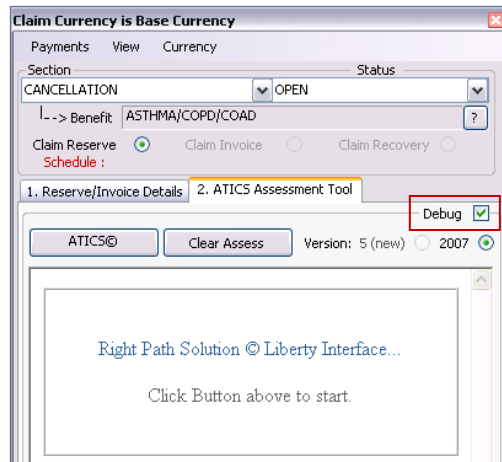 Claim Currency is Base Currency
Payments View Currency
Section Status
CANCELLATION OPEN
|--> Benefit ASTHMA/COPD/COAD ?
Claim Reserve Claim Invoice Claim Recovery
Schedule :
1. Reserve/Invoice Details 2. ATICS Assessment Tool
Debug
ATICS© Clear Assess Version: 5 (new) 2007
Right Path Solution © Liberty Interface...
Click Button above to start.